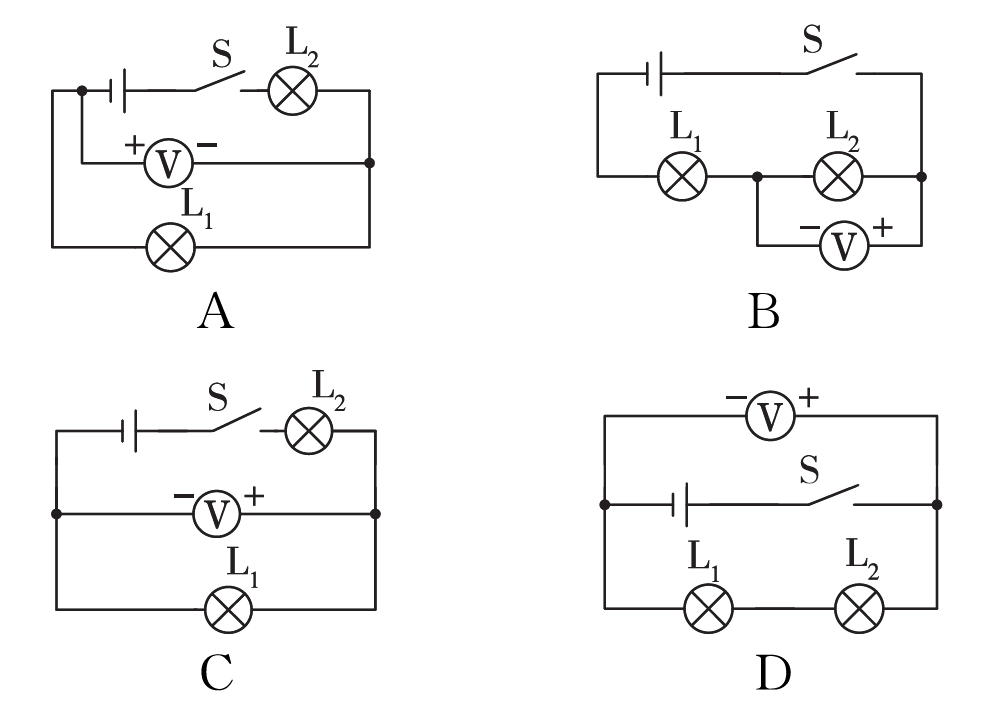 S L₂
+ V −
L₁
A
S
L₁ L₂
− V +
B
S L₂
− V +
L₁
C
− V +
S
L₁ L₂
D